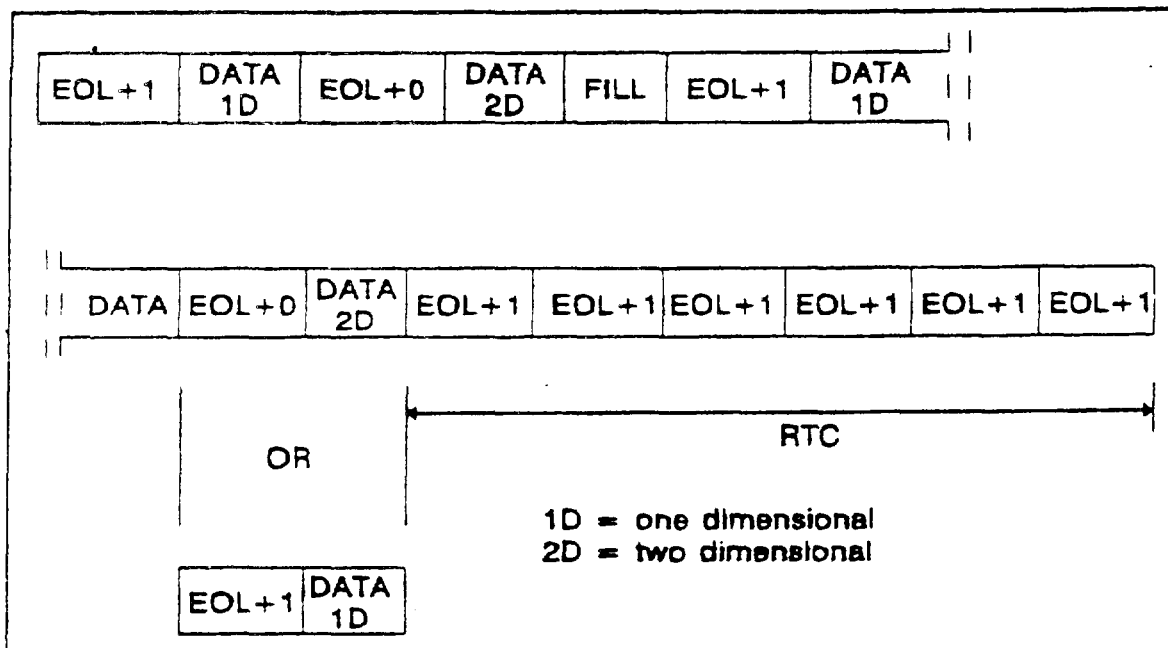 EOL+1 DATA 1D EOL+0 DATA 2D FILL EOL+1 DATA 1D
DATA EOL+0 DATA 2D EOL+1 EOL+1 EOL+1 EOL+1 EOL+1 EOL+1
RTC
OR
1D = one dimensional
2D = two dimensional
EOL+1 DATA 1D